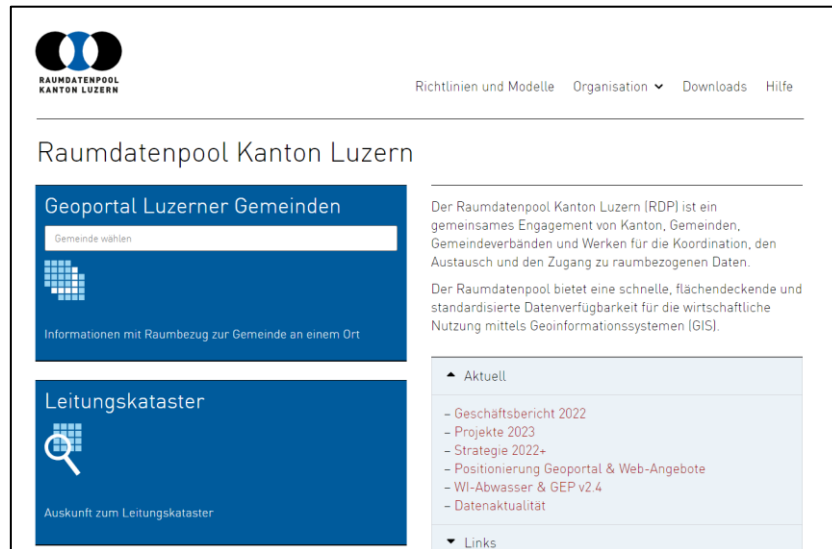 RAUMDATENPOOL
KANTON LUZERN
Richtlinien und Modelle Organisation Downloads Hilfe
Raumdatenpool Kanton Luzern
Geoportal Luzerner Gemeinden
Gemeinde wählen
Informationen mit Raumbezug zur Gemeinde an einem Ort
Leitungskataster
Auskunft zum Leitungskataster
Der Raumdatenpool Kanton Luzern (RDP) ist ein
gemeinsames Engagement von Kanton, Gemeinden,
Gemeindeverbänden und Werken für die Koordination, den
Austausch und den Zugang zu raumbezogenen Daten.
Der Raumdatenpool bietet eine schnelle, flächendeckende und
standardisierte Datenverfügbarkeit für die wirtschaftliche
Nutzung mittels Geoinformationssystemen (GIS).
Aktuell
– Geschäftsbericht 2022
– Projekte 2023
– Strategie 2022+
– Positionierung Geoportal & Web-Angebote
– WI-Abwasser & GEP v2.4
– Datenaktualität
Links